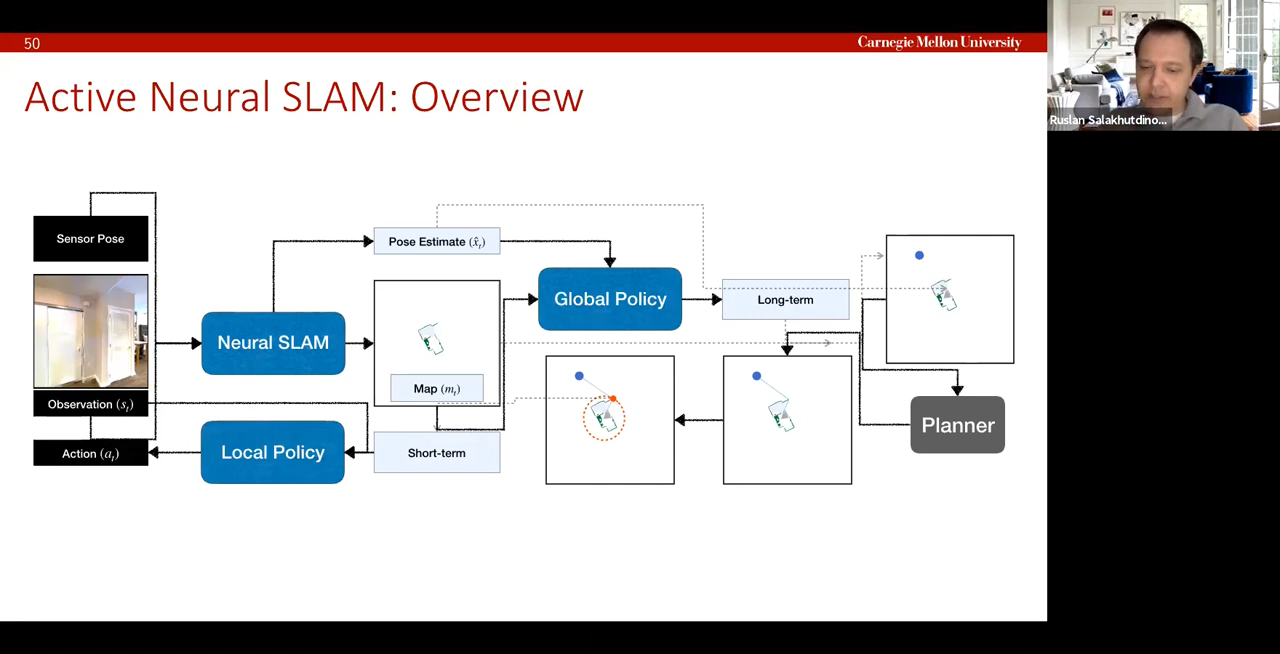 50
Carnegie Mellon University
Active Neural SLAM: Overview
Ruslan Salakhutdino...
Sensor Pose
Pose Estimate (x̂ₜ)
Global Policy
Long-term
Neural SLAM
Map (mₜ)
Observation (sₜ)
Planner
Action (aₜ)
Local Policy
Short-term